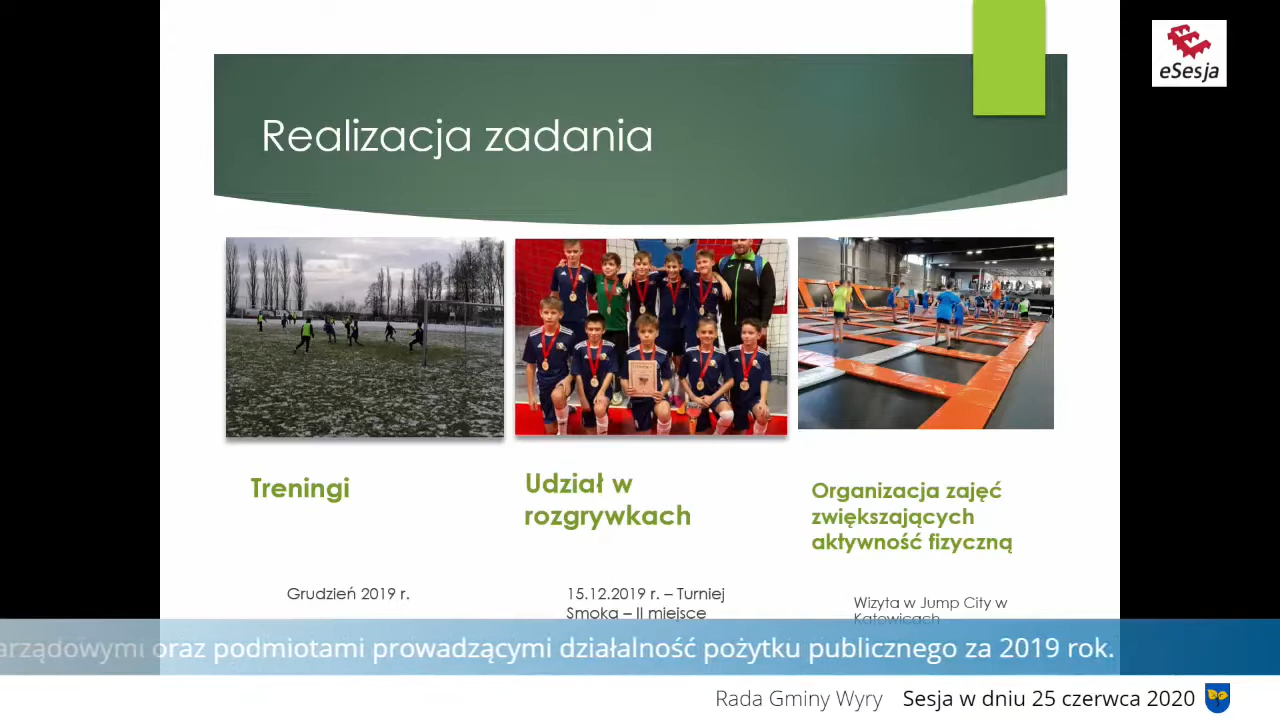 eSesja
Realizacja zadania
Treningi
Udział w
rozgrywkach
Organizacja zajęć
zwiększających
aktywność fizyczną
Grudzień 2019 r.
15.12.2019 r. – Turniej
Smoka – II miejsce
Wizyta w Jump City w
Katowicach
oraz podmiotami prowadzącymi działalność pożytku publicznego za 2019 rok.
Rada Gminy Wyry Sesja w dniu 25 czerwca 2020